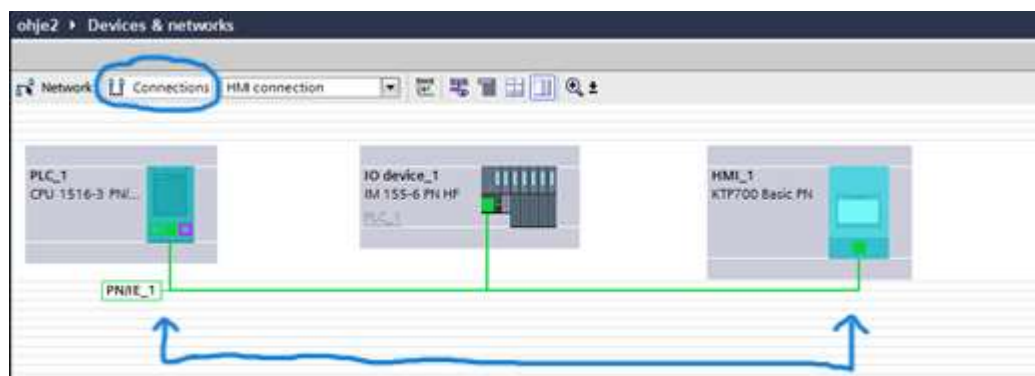 ohje2 ▸ Devices & networks
Network Connections HMI connection
PLC_1
CPU 1516-3 PN/...
IO device_1
IM 155-6 PN HF
PLC_1
HMI_1
KTP700 Basic PN
PN/IE_1